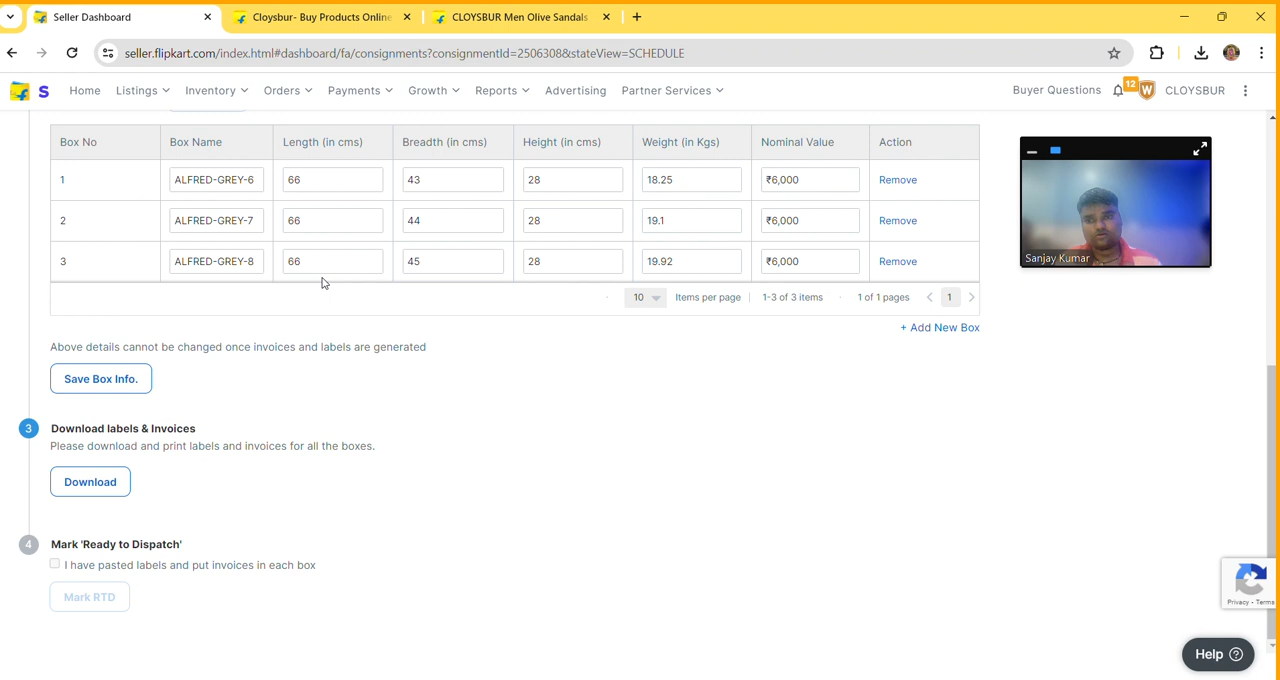 Seller Dashboard
Cloysbur- Buy Products Online
CLOYSBUR Men Olive Sandals
seller.flipkart.com/index.html#dashboard/fa/consignments?consignmentId=25063088&stateView=SCHEDULE
S Home Listings Inventory Orders Payments Growth Reports Advertising Partner Services Buyer Questions 12 W CLOYSBUR
Box No Box Name Length (in cms) Breadth (in cms) Height (in cms) Weight (in Kgs) Nominal Value Action
1 ALFRED-GREY-6 66 43 28 18.25 ₹6,000 Remove
2 ALFRED-GREY-7 66 44 28 19.1 ₹6,000 Remove
3 ALFRED-GREY-8 66 45 28 19.92 ₹6,000 Remove
10 Items per page 1-3 of 3 items 1 of 1 pages 1
+ Add New Box
Above details cannot be changed once invoices and labels are generated
Save Box Info.
3 Download labels & Invoices
Please download and print labels and invoices for all the boxes.
Download
4 Mark 'Ready to Dispatch'
I have pasted labels and put invoices in each box
Mark RTD
Sanjay Kumar
Privacy - Terms
Help